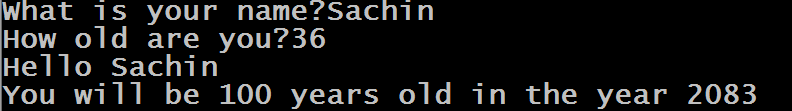 What is your name?Sachin
How old are you?36
Hello Sachin
You will be 100 years old in the year 2083